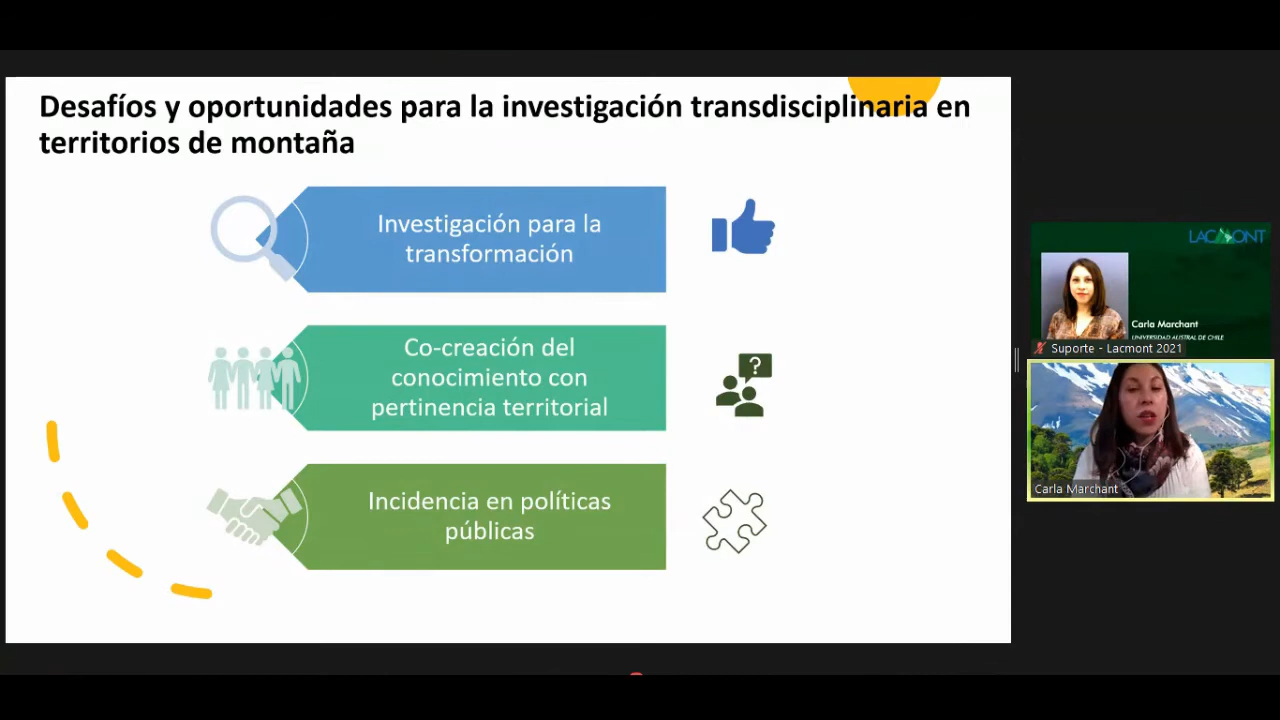 Desafíos y oportunidades para la investigación transdisciplinaria en
territorios de montaña
Investigación para la
transformación
Co-creación del
conocimiento con
pertinencia territorial
Incidencia en políticas
públicas
?
LACMONT
Carla Marchant
UNIVERSIDAD AUSTRAL DE CHILE
Suporte - Lacmont 2021
Carla Marchant